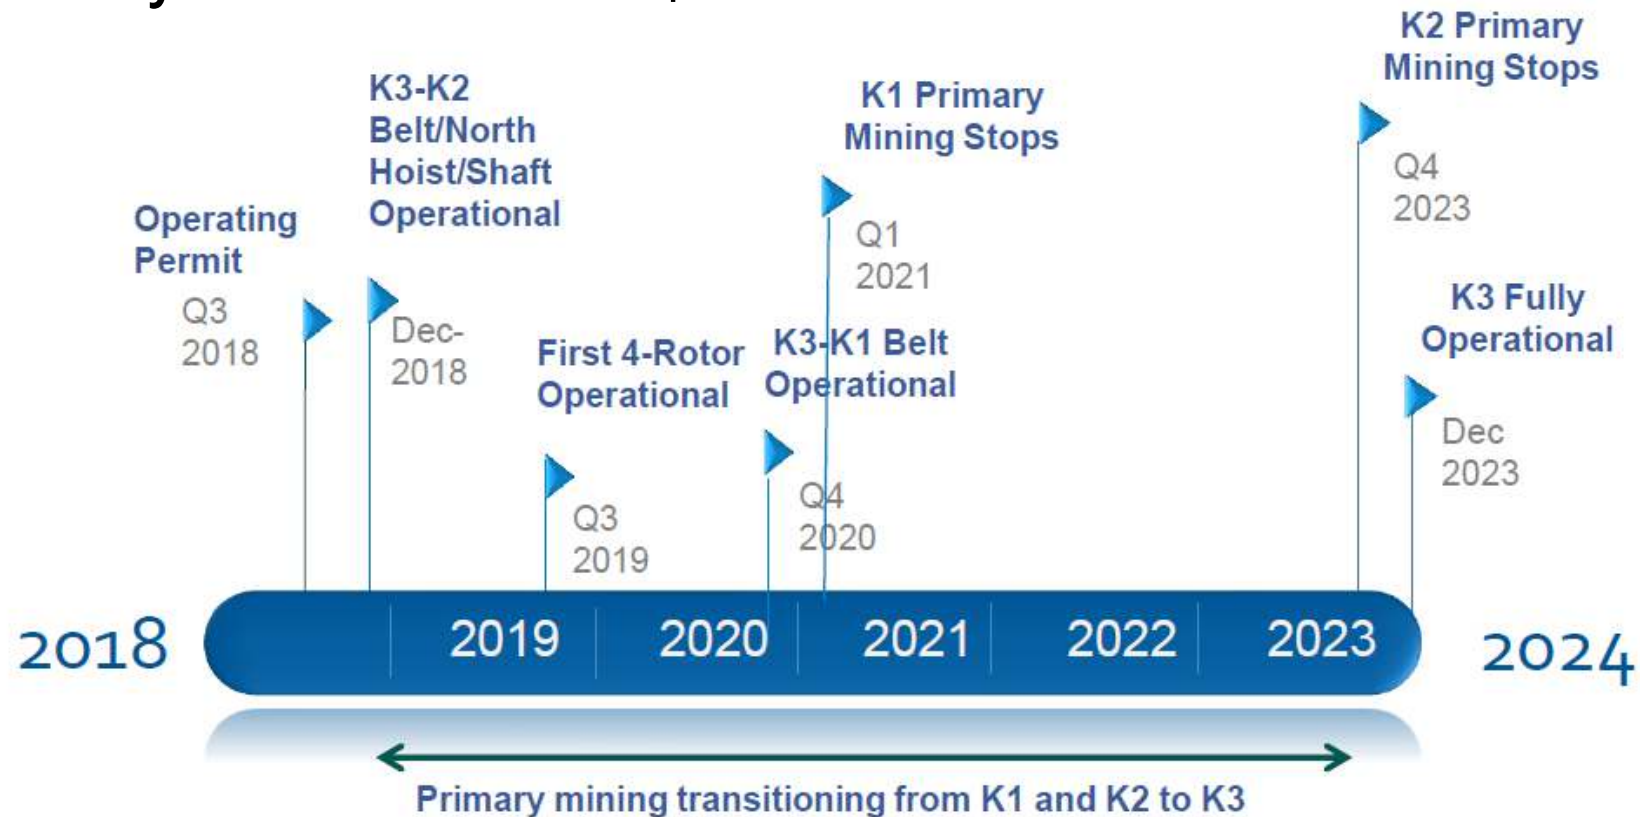 Operating
Permit
Q3
2018
K3-K2
Belt/North
Hoist/Shaft
Operational
Dec-
2018
First 4-Rotor
Operational
Q3
2019
K3-K1 Belt
Operational
Q4
2020
K1 Primary
Mining Stops
Q1
2021
K2 Primary
Mining Stops
Q4
2023
K3 Fully
Operational
Dec
2023
2018
2019
2020
2021
2022
2023
2024
Primary mining transitioning from K1 and K2 to K3